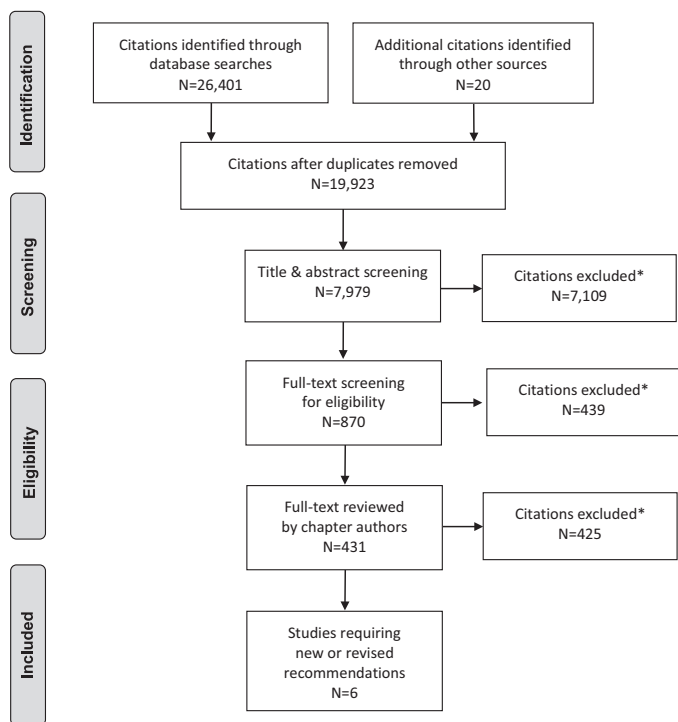 Identification
Citations identified through
database searches
N=26,401
Additional citations identified
through other sources
N=20
Citations after duplicates removed
N=19,923
Screening
Title & abstract screening
N=7,979
Citations excluded*
N=7,109
Eligibility
Full-text screening
for eligibility
N=870
Citations excluded*
N=439
Full-text reviewed
by chapter authors
N=431
Citations excluded*
N=425
Included
Studies requiring
new or revised
recommendations
N=6